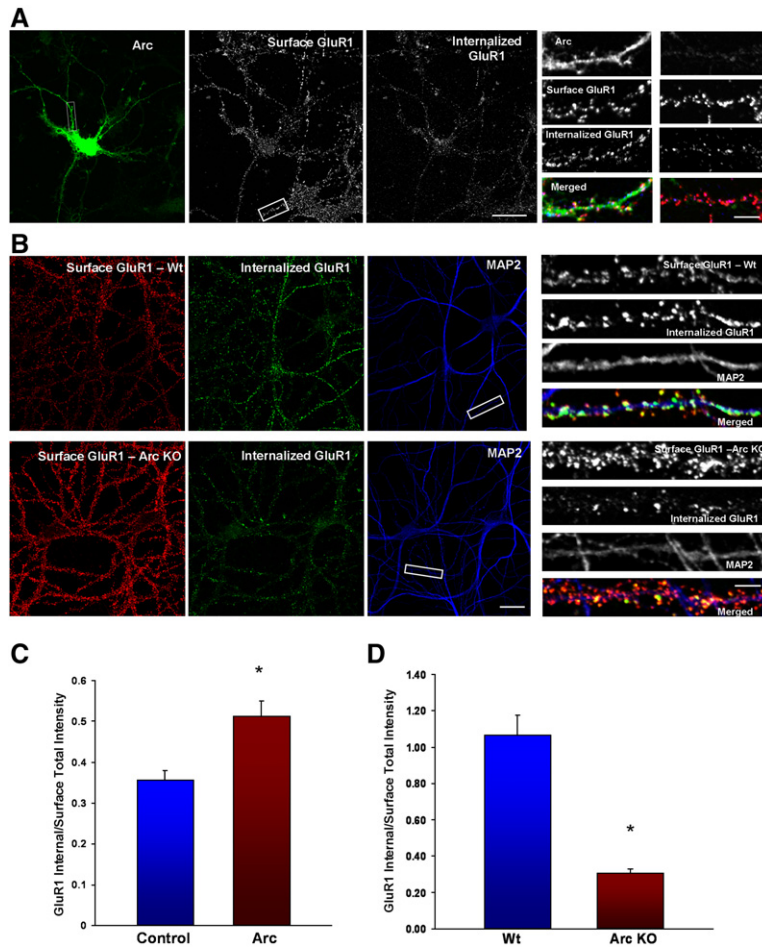 A
Arc
Surface GluR1
Internalized
GluR1
Arc
Surface GluR1
Internalized GluR1
Merged
B
Surface GluR1 – Wt
Internalized GluR1
MAP2
Surface GluR1 – Wt
Internalized GluR1
MAP2
Merged
Surface GluR1 – Arc KO
Internalized GluR1
MAP2
Surface GluR1 –Arc KO
Internalized GluR1
MAP2
Merged
C
GluR1 Internal/Surface Total Intensity
0.6
0.5
0.4
0.3
0.2
0.1
0
*
Control
Arc
D
GluR1 Internal/Surface Total Intensity
1.40
1.20
1.00
0.80
0.60
0.40
0.20
0.00
*
Wt
Arc KO